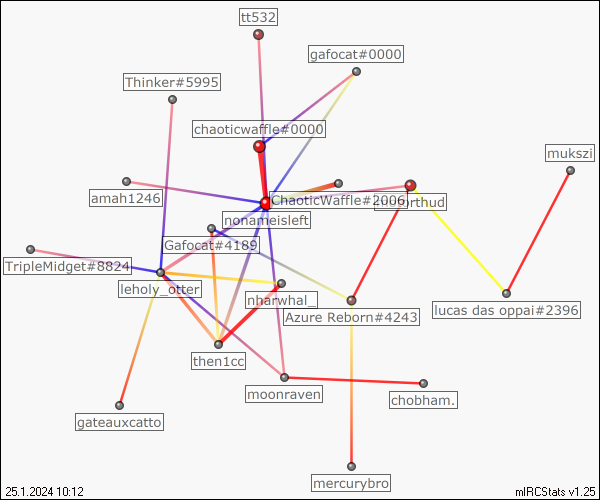 tt532
gafocat#0000
Thinker#5995
chaoticwaffle#0000
mukszi
amah1246
ChaoticWaffle#2006
nonameisleft
Gafocat#4189
TripleMidget#8824
leholy_otter
nharwhal_
Azure Reborn#4243
lucas das oppai#2396
then1cc
moonraven
chobham.
gateauxcatto
mercurybro
25.1.2024 10:12
mIRCStats v1.25